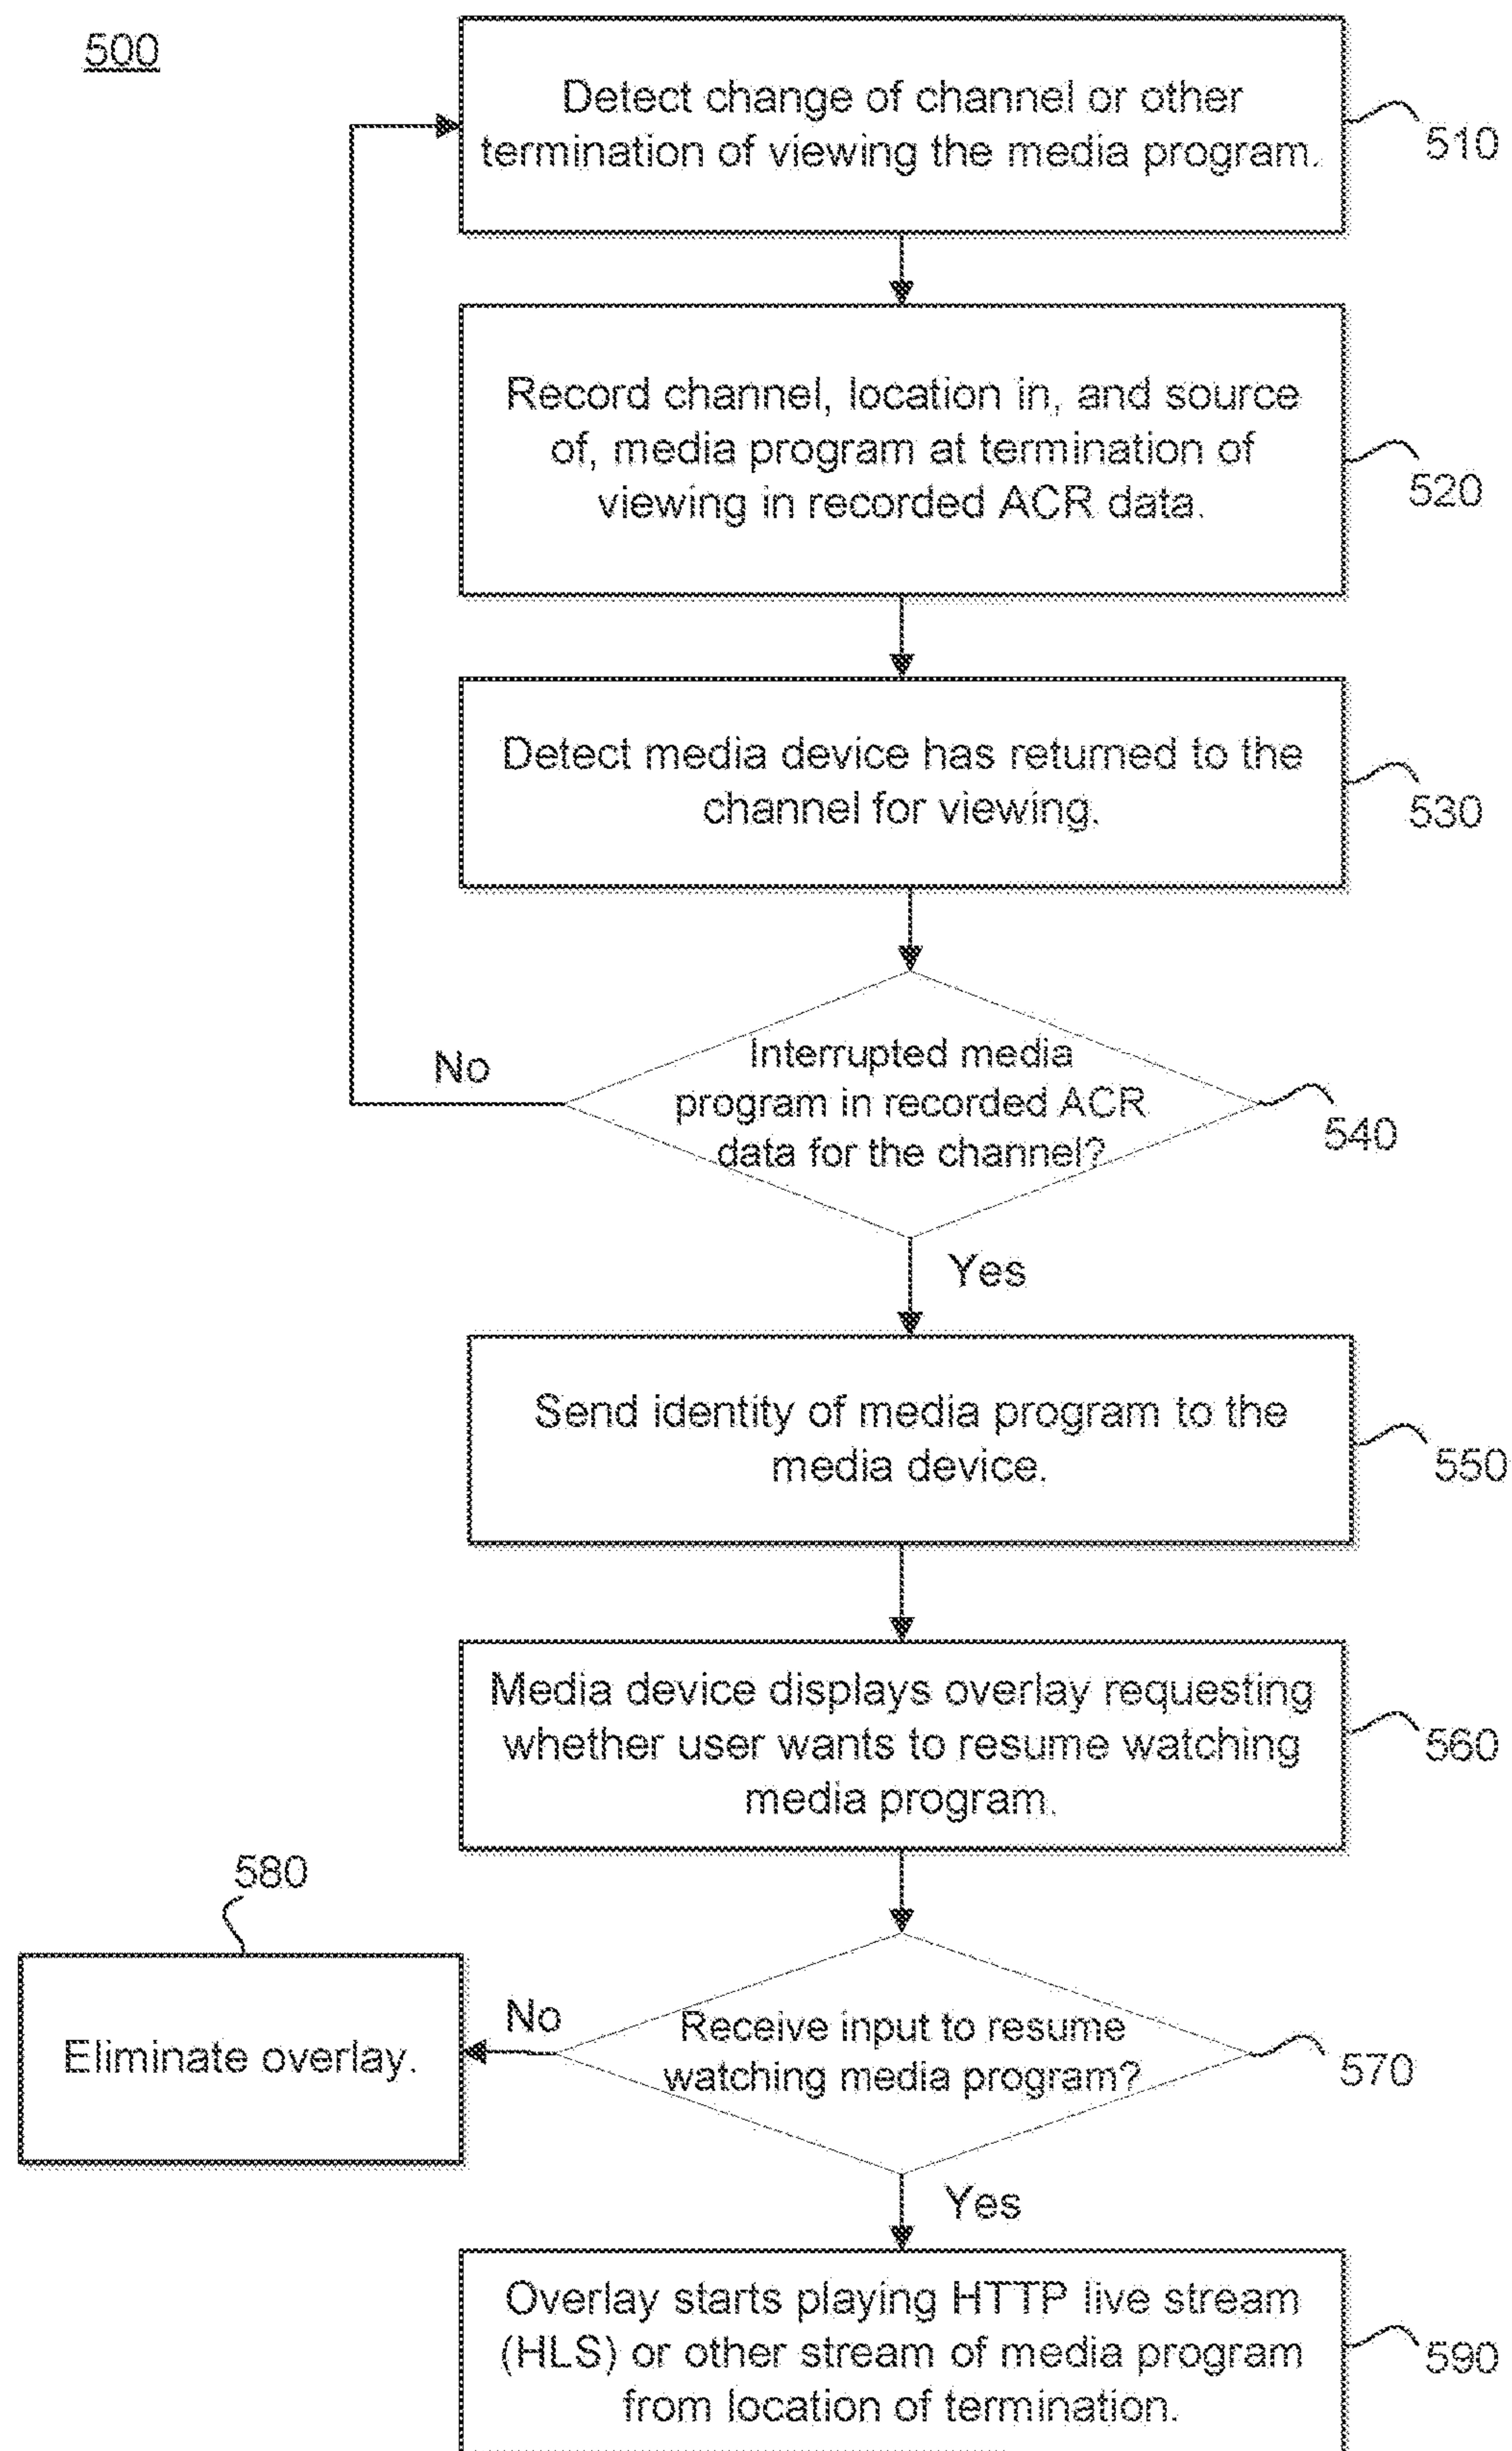 500
Detect change of channel or other
termination of viewing the media program.
510
Record channel, location in, and source
of, media program at termination of
viewing in recorded ACR data.
520
Detect media device has returned to the
channel for viewing.
530
Interrupted media
program in recorded ACR
data for the channel?
540
No
Yes
Send identity of media program to the
media device.
550
Media device displays overlay requesting
whether user wants to resume watching
media program.
560
580
Eliminate overlay.
No
Receive input to resume
watching media program?
570
Yes
Overlay starts playing HTTP live stream
(HLS) or other stream of media program
from location of termination.
590